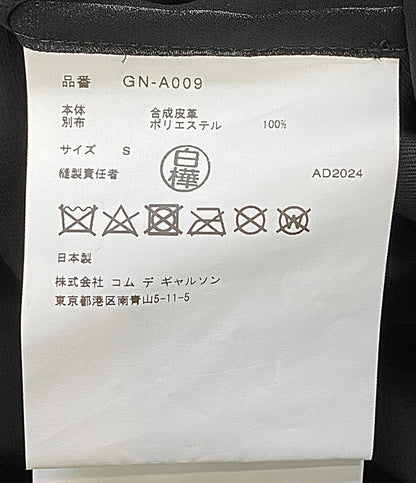 品番 GN-A009
本体 合成皮革
別布 ポリエステル 100%
サイズ S
白樺
縫製責任者 AD2024
W
日本製
株式会社 コム デ ギャルソン
東京都港区南青山5-11-5